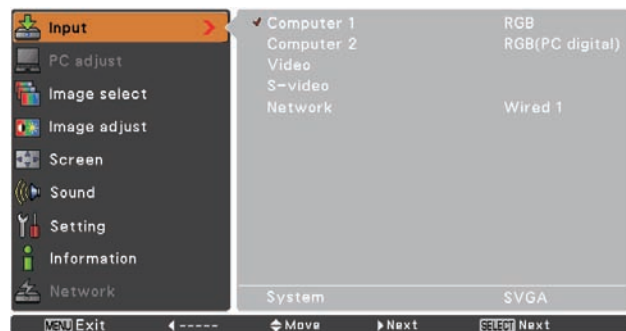 Input
PC adjust
Image select
Image adjust
Screen
Sound
Setting
Information
Network
Computer 1 RGB
Computer 2 RGB(PC digital)
Video
S-video
Network Wired 1
System SVGA
MENU Exit ----- Move Next SELECT Next